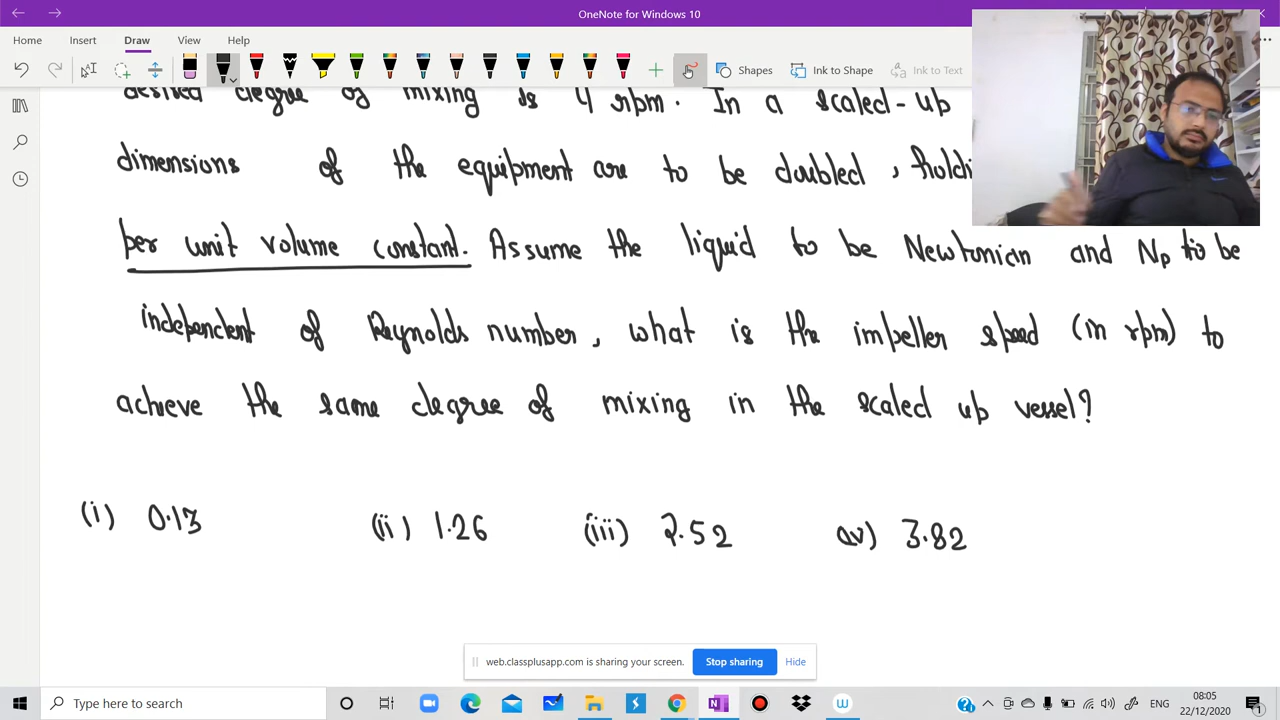 OneNote for Windows 10
Home Insert Draw View Help
Shapes Ink to Shape Ink to Text
desired degree of mixing is 4 rpm. In a scaled-up
dimensions of the equipment are to be doubled, holdi
per unit volume constant. Assume the liquid to be Newtonian and Np to be
independent of Reynolds number, what is the impeller speed (in rpm) to
achieve the same degree of mixing in the scaled up vessel?
(i) 0.13 (ii) 1.26 (iii) 2.52 (iv) 3.82
web.classplusapp.com is sharing your screen. Stop sharing Hide
Type here to search
ENG 08:05
22/12/2020